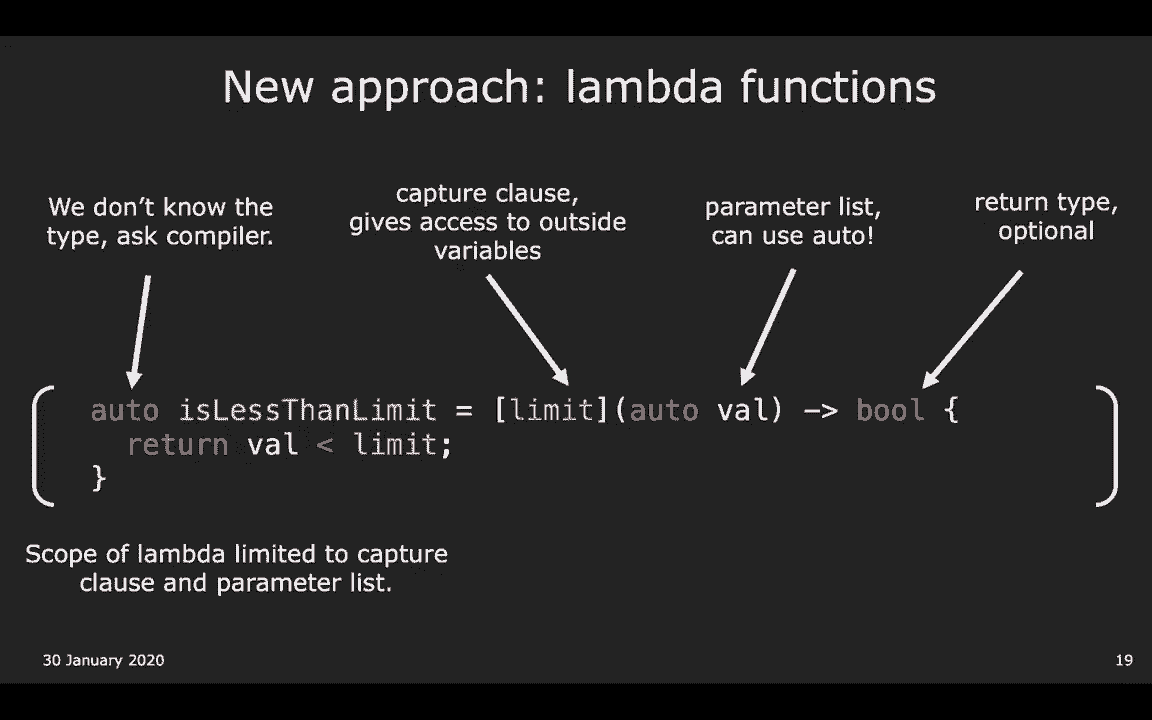 New approach: lambda functions
We don’t know the
type, ask compiler.
capture clause,
gives access to outside
variables
parameter list,
can use auto!
return type,
optional
auto isLessThanLimit = [limit](auto val) -> bool {
return val < limit;
}
Scope of lambda limited to capture
clause and parameter list.
30 January 2020
19